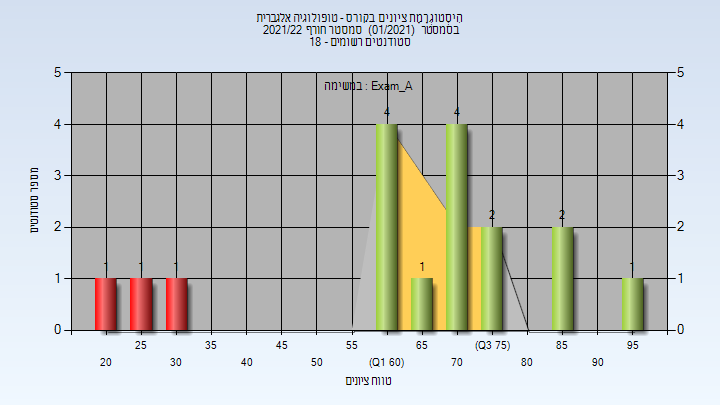 הִיסְטוֹגְרָמַת ציונים בקורס - טופולוגיה אלגברית
בסמסטר (01/2021) סמסטר חורף 2021/22
סטודנטים רשומים - 18
במשימה : Exam_A
מספר סטודנטים
5 5
4 4
3 3
2 2
1 1
0 0
1 1 1 4 1 4 2 2 1
25 35 45 55 65 (Q3 75) 85 95
20 30 40 50 (Q1 60) 70 80 90
טווח ציונים